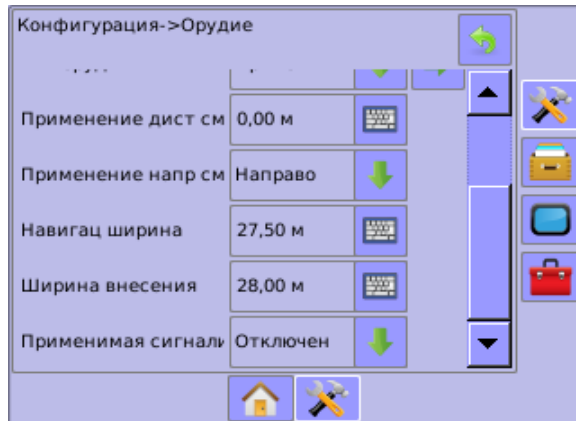 Конфигурация->Орудие
Применение дист см 0,00 м
Применение напр см Направо
Навигац ширина 27,50 м
Ширина внесения 28,00 м
Применимая сигнали Отключен